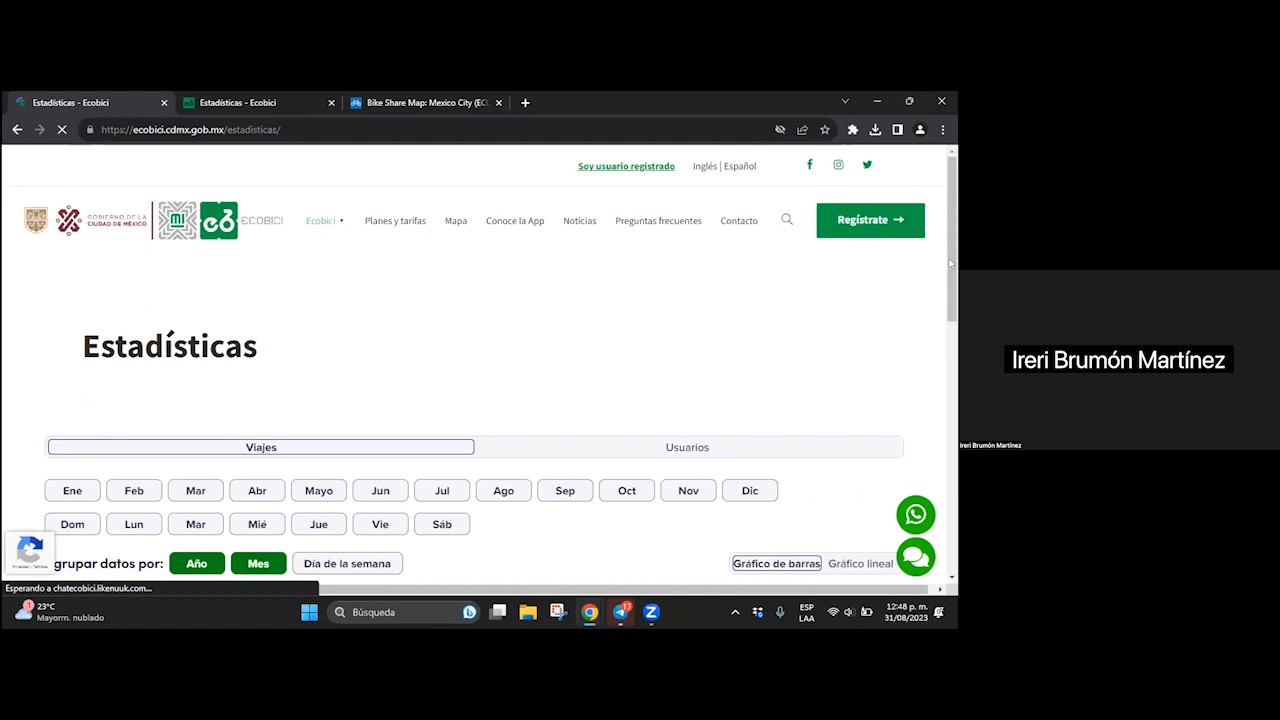 Estadísticas - Ecobici
Estadísticas - Ecobici
Bike Share Map: Mexico City (EC
https://ecobici.cdmx.gob.mx/estadisticas/
Soy usuario registrado
Inglés | Español
GOBIERNO DE LA
CIUDAD DE MÉXICO
mi
ECOBICI
Ecobici
Planes y tarifas
Mapa
Conoce la App
Noticias
Preguntas frecuentes
Contacto
Regístrate →
Estadísticas
Viajes
Usuarios
Ene Feb Mar Abr Mayo Jun Jul Ago Sep Oct Nov Dic
Dom Lun Mar Mié Jue Vie Sáb
grupar datos por:
Año
Mes
Día de la semana
Gráfico de barras
Gráfico lineal
Esperando a chatecobici.likenuuk.com...
1
23°C
Mayorm. nublado
Búsqueda
17
ESP
LAA
12:48 p. m.
31/08/2023
Ireri Brumón Martínez
Ireri Brumón Martínez